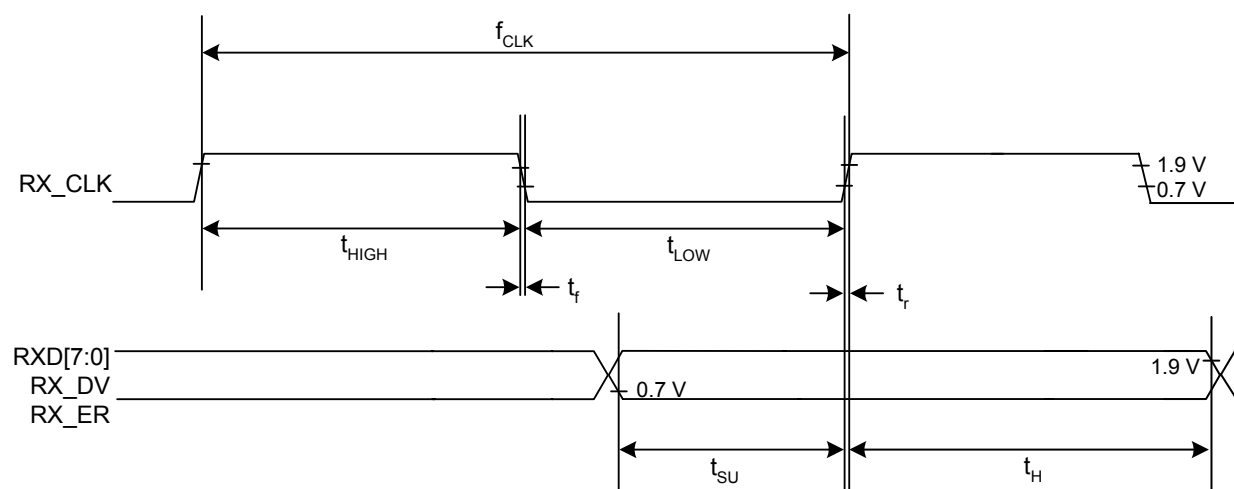 fCLK
RX_CLK
1.9 V
0.7 V
tHIGH
tLOW
tf
tr
RXD[7:0]
RX_DV
RX_ER
0.7 V
1.9 V
tSU
tH